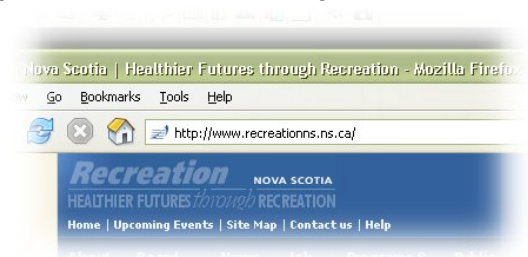 Nova Scotia | Healthier Futures through Recreation - Mozilla Firefox
Go Bookmarks Tools Help
http://www.recreationns.ns.ca/
Recreation NOVA SCOTIA
HEALTHIER FUTURES through RECREATION
Home | Upcoming Events | Site Map | Contact us | Help